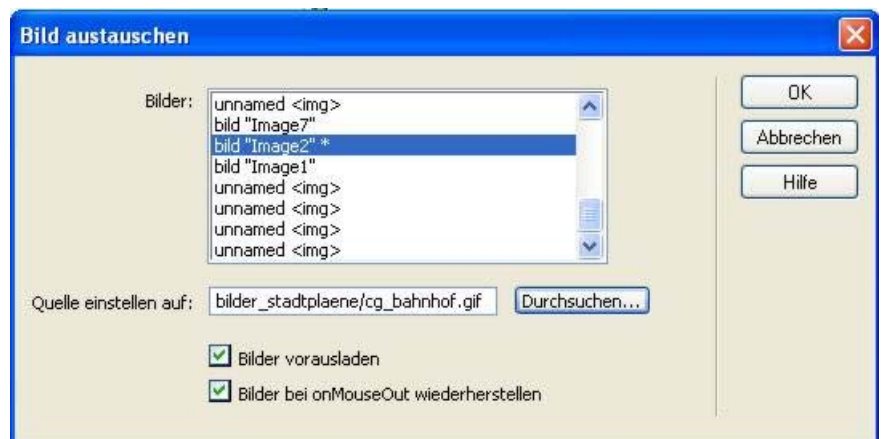 Bild austauschen
Bilder:
unnamed <img>
bild "Image7"
bild "Image2" *
bild "Image1"
unnamed <img>
unnamed <img>
unnamed <img>
unnamed <img>
OK
Abbrechen
Hilfe
Quelle einstellen auf: bilder_stadtplaene/cg_bahnhof.gif Durchsuchen...
Bilder vorausladen
Bilder bei onMouseOut wiederherstellen